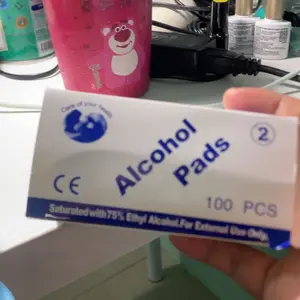 Care of your health
Alcohol
Pads
2
CE
100 PCS
Saturated with 75% Ethyl Alcohol.For External Use Only.